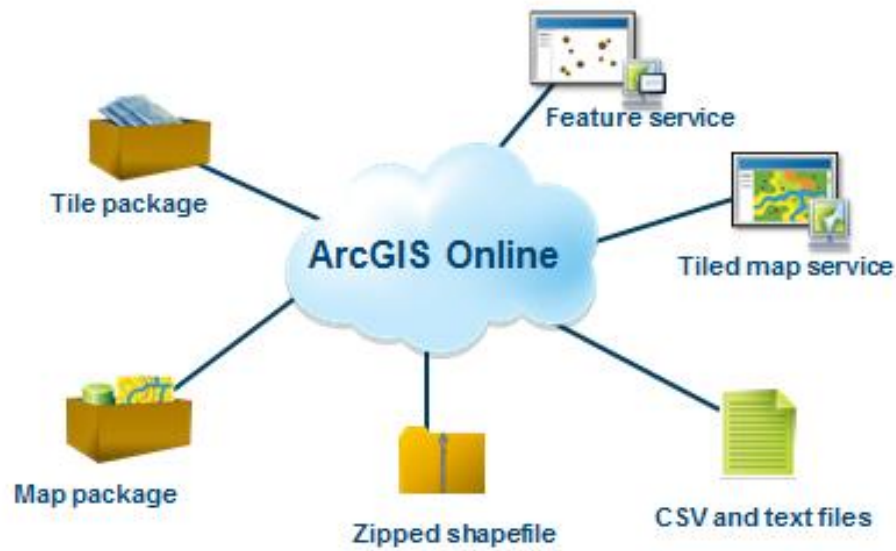 Feature service
Tile package
ArcGIS Online
Tiled map service
Map package
Zipped shapefile
CSV and text files